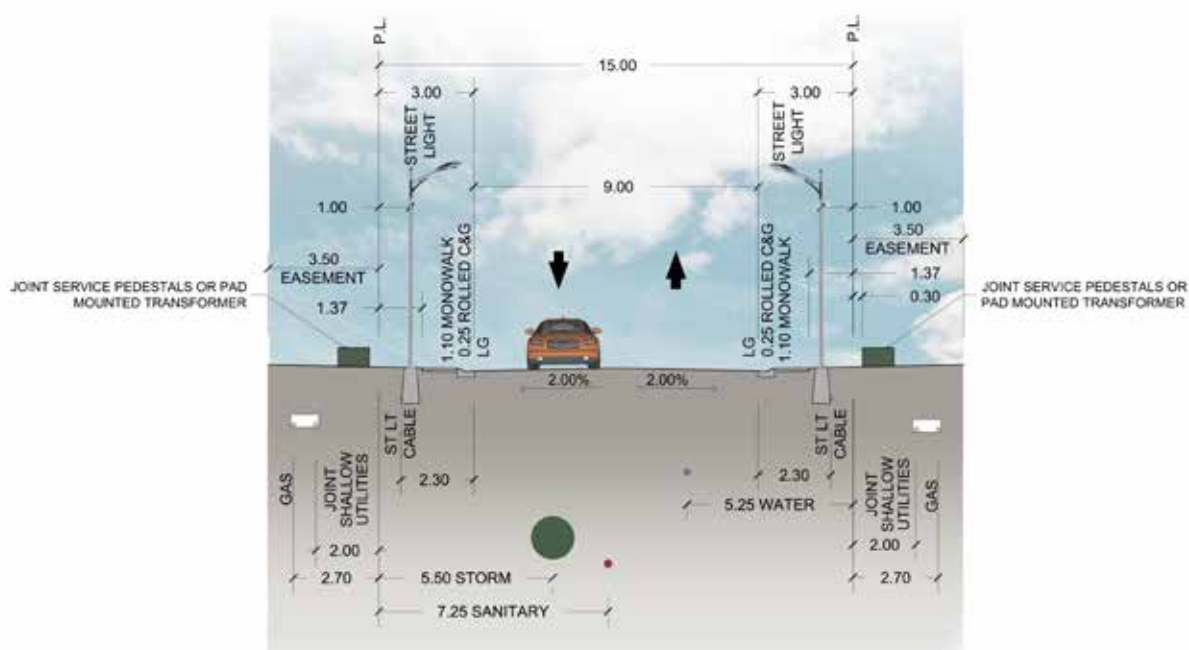 P.L.
P.L.
15.00
3.00
3.00
STREET
LIGHT
STREET
LIGHT
9.00
1.00
1.00
3.50
EASEMENT
3.50
EASEMENT
JOINT SERVICE PEDESTALS OR PAD
MOUNTED TRANSFORMER
1.37
1.37
0.30
JOINT SERVICE PEDESTALS OR
PAD MOUNTED TRANSFORMER
1.10 MONOWALK
0.25 ROLLED C&G
LG
LG
0.25 ROLLED C&G
1.10 MONOWALK
2.00%
2.00%
ST LT
CABLE
ST LT
CABLE
GAS
JOINT
SHALLOW
UTILITIES
2.30
2.30
JOINT
SHALLOW
UTILITIES
GAS
5.25 WATER
2.00
2.00
2.70
5.50 STORM
2.70
7.25 SANITARY